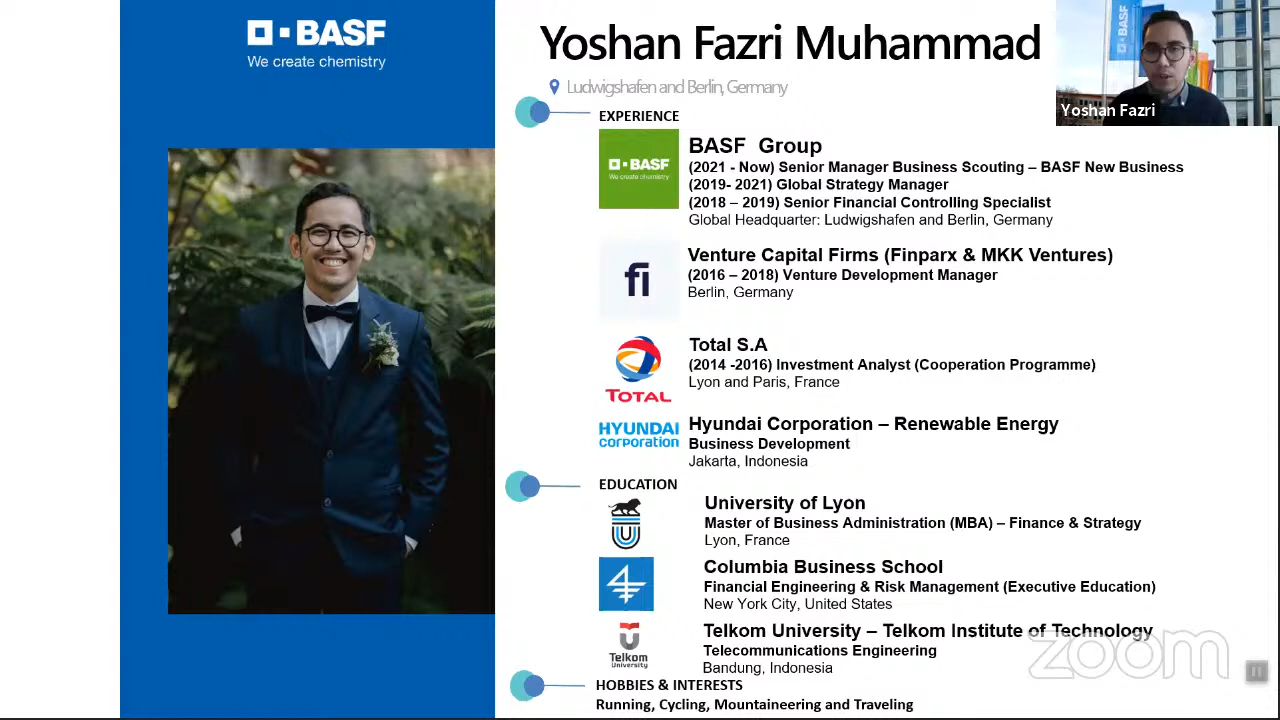 BASF
We create chemistry
Yoshan Fazri Muhammad
Ludwigshafen and Berlin, Germany
Yoshan Fazri
EXPERIENCE
BASF
We create chemistry
BASF Group
(2021 - Now) Senior Manager Business Scouting – BASF New Business
(2019- 2021) Global Strategy Manager
(2018 – 2019) Senior Financial Controlling Specialist
Global Headquarter: Ludwigshafen and Berlin, Germany
fi
Venture Capital Firms (Finparx & MKK Ventures)
(2016 – 2018) Venture Development Manager
Berlin, Germany
TOTAL
Total S.A
(2014 -2016) Investment Analyst (Cooperation Programme)
Lyon and Paris, France
HYUNDAI
corporation
Hyundai Corporation – Renewable Energy
Business Development
Jakarta, Indonesia
EDUCATION
University of Lyon
Master of Business Administration (MBA) – Finance & Strategy
Lyon, France
Columbia Business School
Financial Engineering & Risk Management (Executive Education)
New York City, United States
Telkom
University
Telkom University – Telkom Institute of Technology
Telecommunications Engineering
Bandung, Indonesia
zoom
HOBBIES & INTERESTS
Running, Cycling, Mountaineering and Traveling